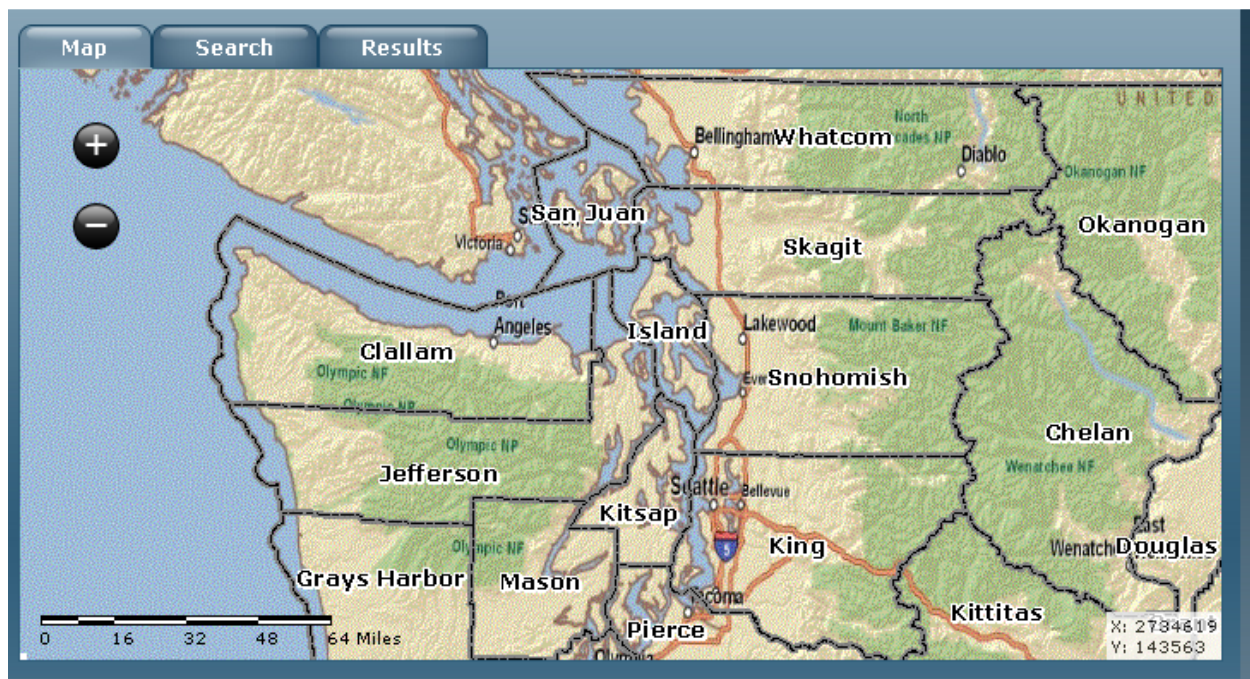 Map Search Results
UNITED
North
Bellingham Whatcom cades NP
Diablo
Okanogan NF
San Juan
Okanogan
Victoria
Skagit
Port
Angeles
Island
Lakewood
Mount Baker NF
Clallam
Olympic NF
Snohomish
Olympic NP
Chelan
Olympic NP
Jefferson
Wenatchee NF
Seattle
Bellevue
Kitsap
5
King
East
Wenatch Douglas
Olympic NF
Grays Harbor
Mason
Tacoma
Kittitas
Pierce
0 16 32 48 64 Miles
X: 2784619
Y: 143563
Olympia